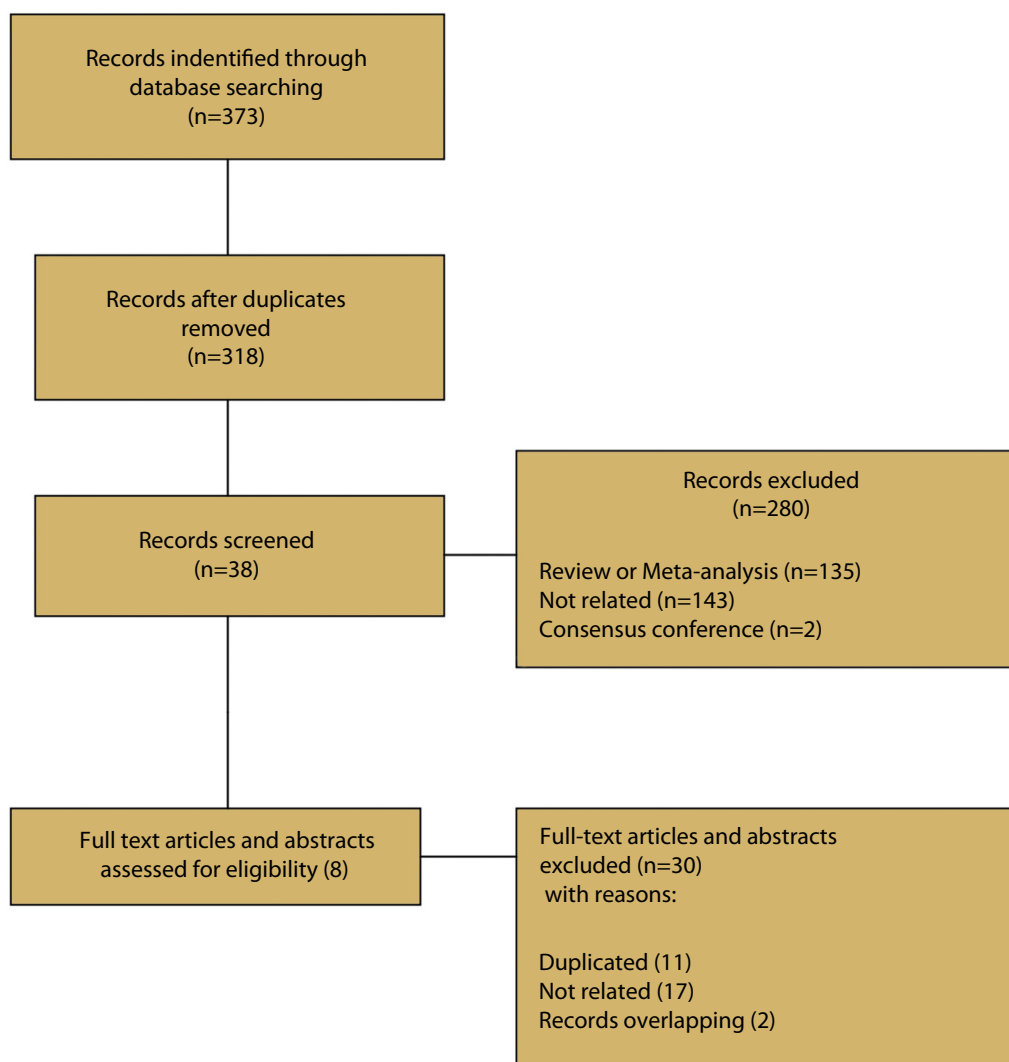 Records indentified through
database searching
(n=373)
Records after duplicates
removed
(n=318)
Records screened
(n=38)
Records excluded
(n=280)
Review or Meta-analysis (n=135)
Not related (n=143)
Consensus conference (n=2)
Full text articles and abstracts
assessed for eligibility (8)
Full-text articles and abstracts
excluded (n=30)
with reasons:
Duplicated (11)
Not related (17)
Records overlapping (2)